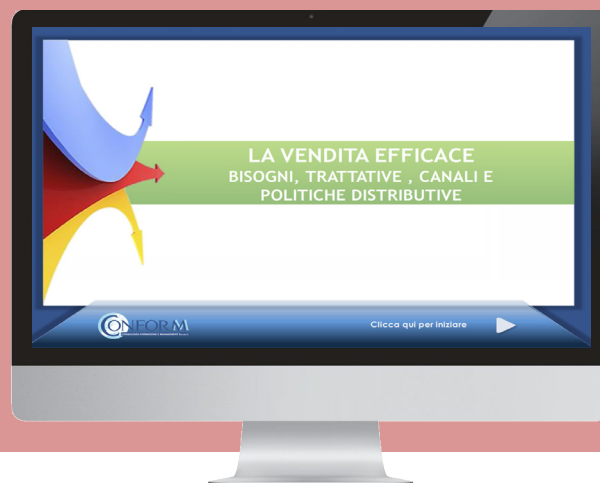 LA VENDITA EFFICACE
BISOGNI, TRATTATIVE , CANALI E
POLITICHE DISTRIBUTIVE
CONFORM
Clicca qui per iniziare